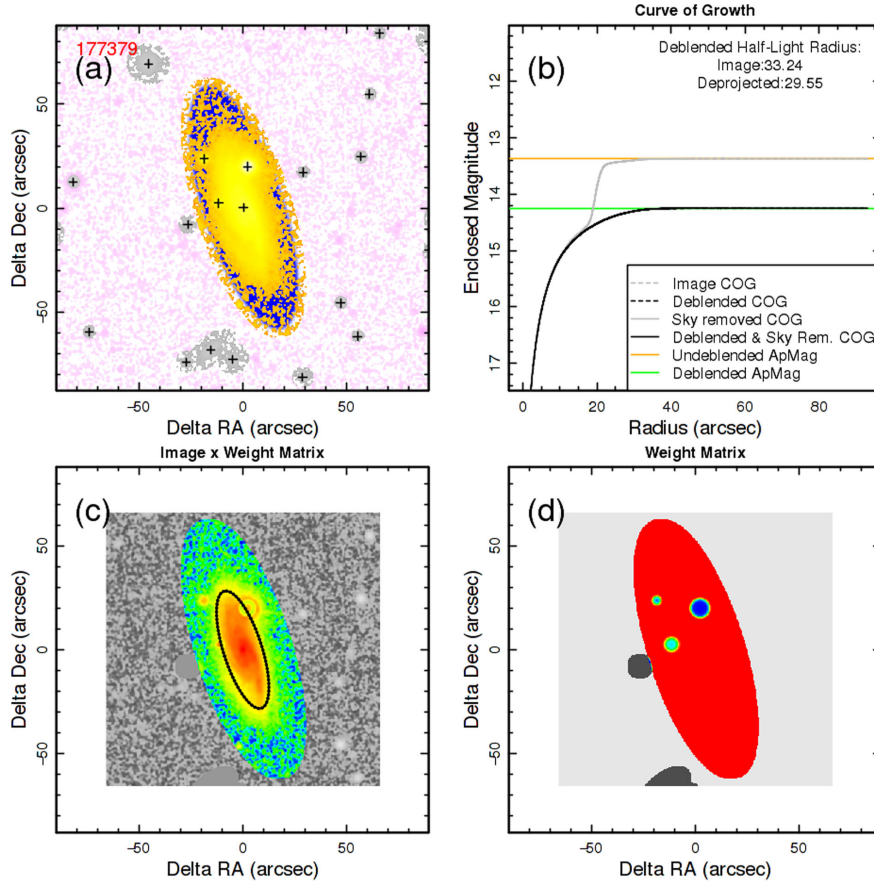 177379
(a)
50
0
−50
Delta Dec (arcsec)
−50
0
50
Delta RA (arcsec)
Curve of Growth
(b)
Deblended Half-Light Radius:
Image:33.24
Deprojected:29.55
12
13
14
15
16
17
Enclosed Magnitude
Image COG
Deblended COG
Sky removed COG
Deblended & Sky Rem. COG
Undeblended ApMag
Deblended ApMag
0
20
40
60
80
Radius (arcsec)
Image x Weight Matrix
(c)
50
0
−50
Delta Dec (arcsec)
−50
0
50
Delta RA (arcsec)
Weight Matrix
(d)
50
0
−50
Delta Dec (arcsec)
−50
0
50
Delta RA (arcsec)